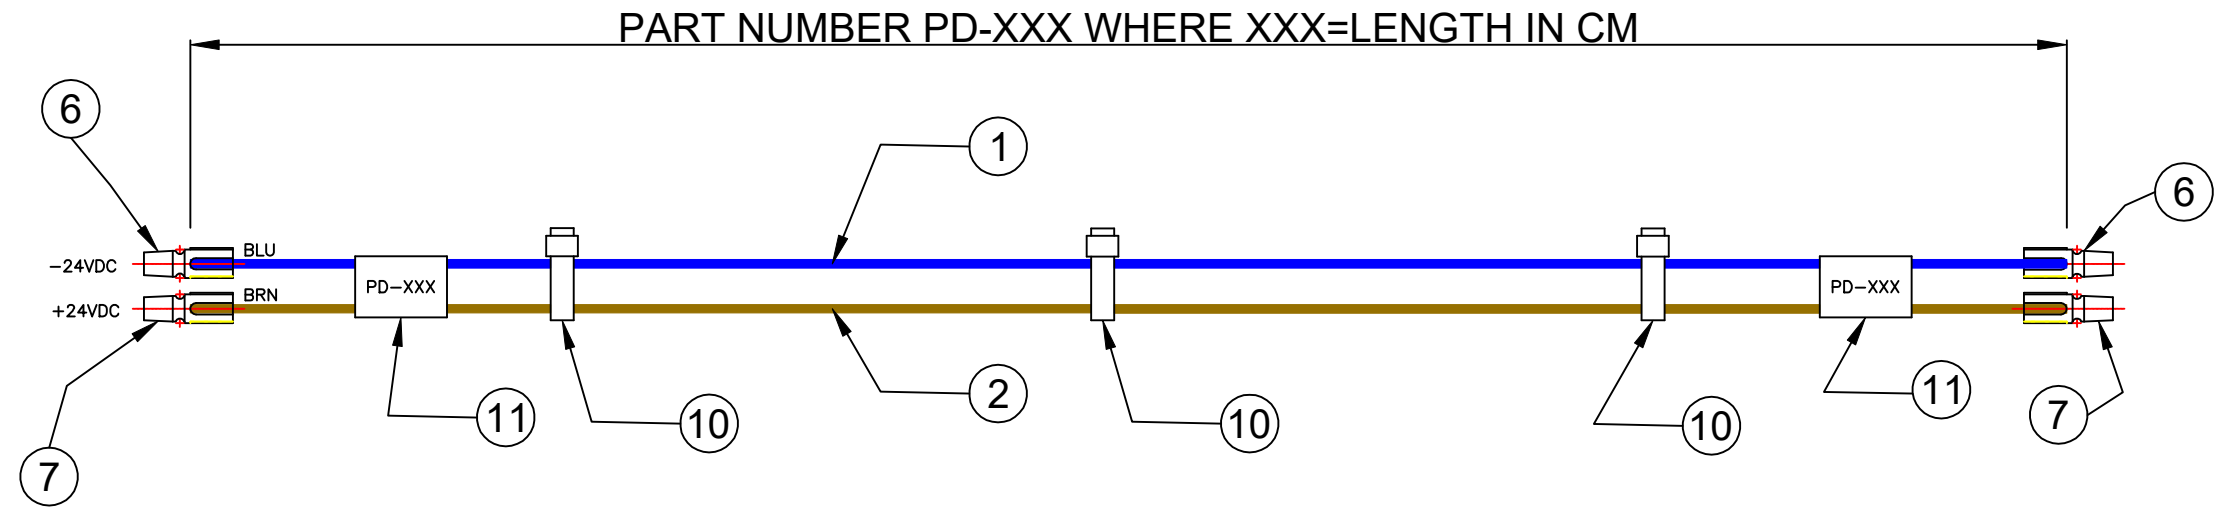 PART NUMBER PD-XXX WHERE XXX=LENGTH IN CM
6
1
6
BLU
-24VDC
PD-XXX
PD-XXX
BRN
+24VDC
11
10
2
10
10
11
7
7